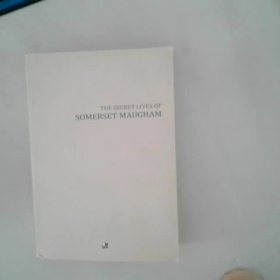 THE SECRET LIVES OF
SOMERSET MAUGHAM